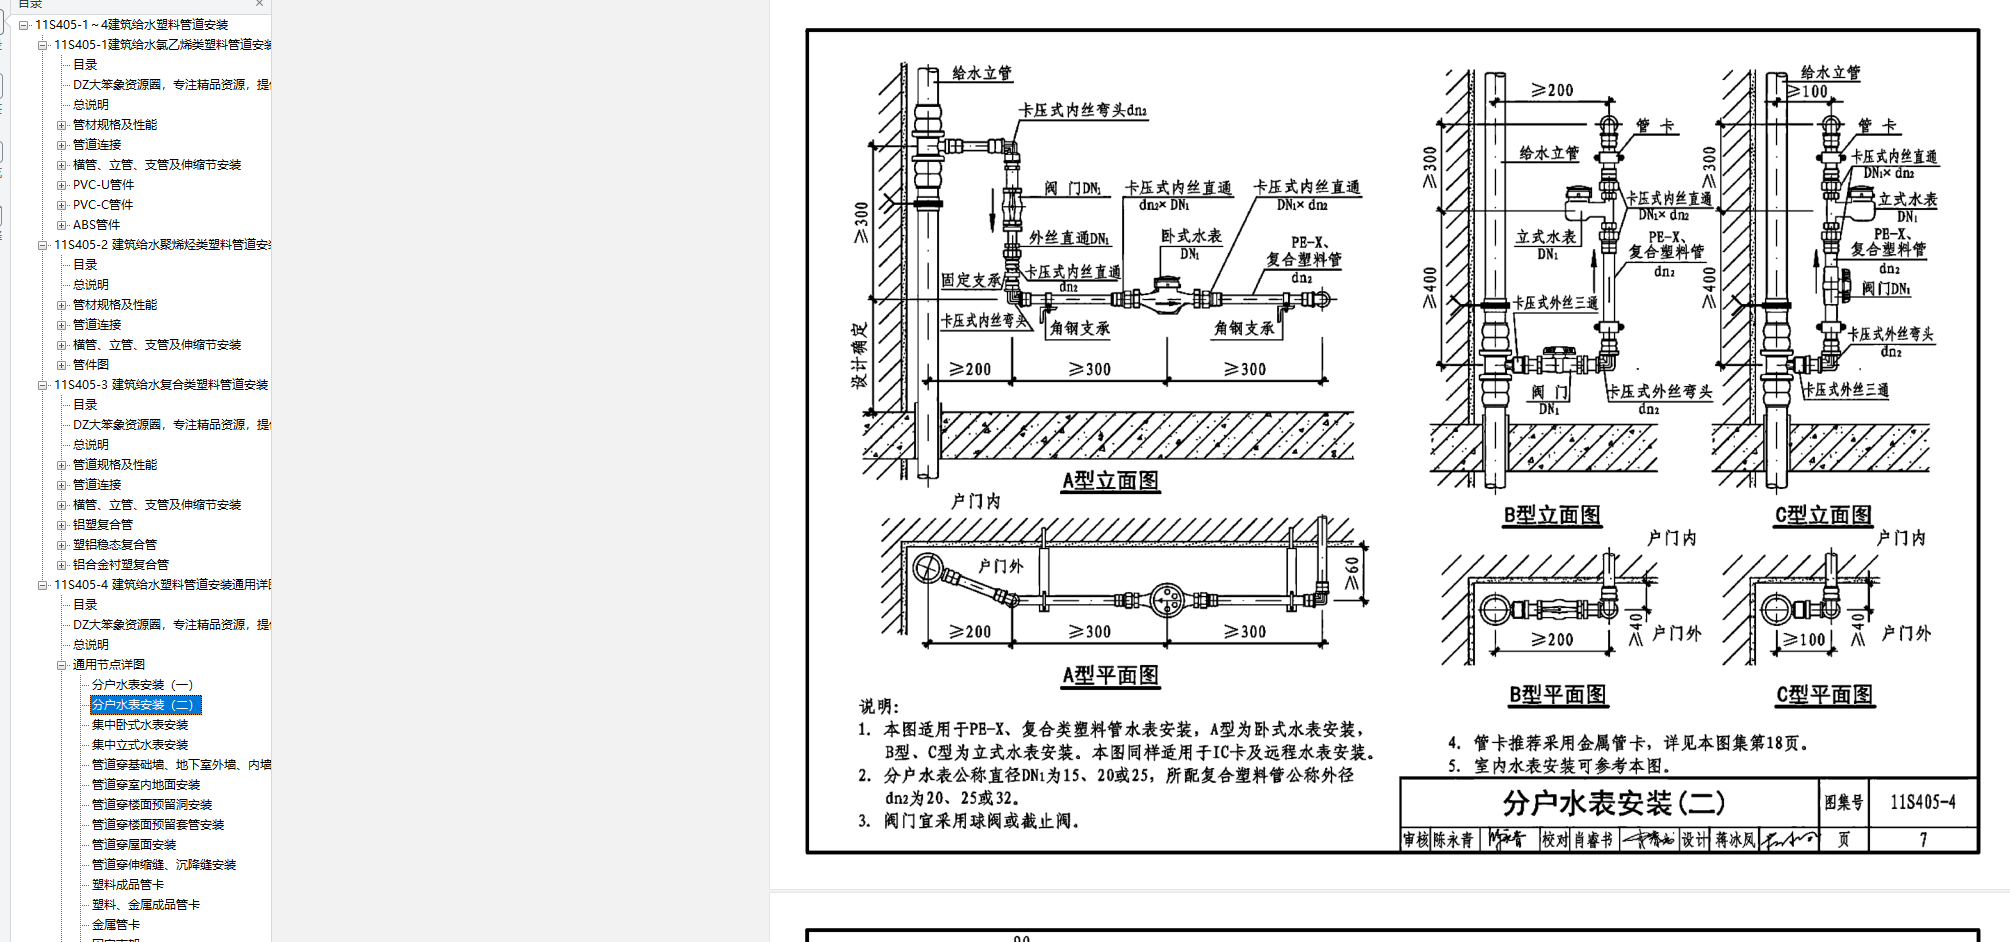 目录
×
11S405-1～4建筑给水塑料管道安装
11S405-1建筑给水氯乙烯类塑料管道安装
目录
DZ大笨象资源圈，专注精品资源，提
总说明
管材规格及性能
管道连接
横管、立管、支管及伸缩节安装
PVC-U管件
PVC-C管件
ABS管件
11S405-2 建筑给水聚烯烃类塑料管道安
目录
总说明
管材规格及性能
管道连接
横管、立管、支管及伸缩节安装
管件图
11S405-3 建筑给水复合类塑料管道安装
目录
DZ大笨象资源圈，专注精品资源，提
总说明
管道规格及性能
管道连接
横管、立管、支管及伸缩节安装
铝塑复合管
塑铝稳态复合管
铝合金衬塑复合管
11S405-4 建筑给水塑料管道安装通用详
目录
DZ大笨象资源圈，专注精品资源，提
总说明
通用节点详图
分户水表安装（一）
分户水表安装（二）
集中卧式水表安装
集中立式水表安装
管道穿基础墙、地下室外墙、内墙
管道穿室内地面安装
管道穿楼面预留洞安装
管道穿楼面预留套管安装
管道穿屋面安装
管道穿伸缩缝、沉降缝安装
塑料成品管卡
塑料、金属成品管卡
金属管卡
给水立管
卡压式内丝弯头dn₂
阀 门DN₁
卡压式内丝直通
dn₂×DN₁
卡压式内丝直通
DN₁×dn₂
≥300
外丝直通DN₁
卧式水表
DN₁
PE-X、
复合塑料管
dn₂
固定支承
卡压式内丝直通
dn₂
卡压式内丝弯头
角钢支承
角钢支承
设计确定
≥200
≥300
≥300
A型立面图
户门内
户门外
≥60
≥200
≥300
≥300
A型平面图
≥200
管 卡
给水立管
≥300
卡压式内丝直通
DN₁×dn₂
立式水表
DN₁
PE-X、
复合塑料管
dn₂
≥400
卡压式外丝三通
阀 门
DN₁
卡压式外丝弯头
dn₂
B型立面图
户门内
≥200
≥40
户门外
B型平面图
给水立管
≥100
管 卡
≥300
卡压式内丝直通
DN₁×dn₂
立式水表
DN₁
PE-X、
复合塑料管
dn₂
≥400
阀门DN₁
卡压式外丝弯头
dn₂
卡压式外丝三通
C型立面图
户门内
≥100
≥40
户门外
C型平面图
说明：
1. 本图适用于PE-X、复合类塑料管水表安装，A型为卧式水表安装，
B型、C型为立式水表安装。本图同样适用于IC卡及远程水表安装。
2. 分户水表公称直径DN₁为15、20或25，所配复合塑料管公称外径
dn₂为20、25或32。
3. 阀门宜采用球阀或截止阀。
4. 管卡推荐采用金属管卡，详见本图集第18页。
5. 室内水表安装可参考本图。
分户水表安装(二)
图集号
11S405-4
审核 陈永青 校对 肖睿书 设计 蒋冰凤
页
7
90